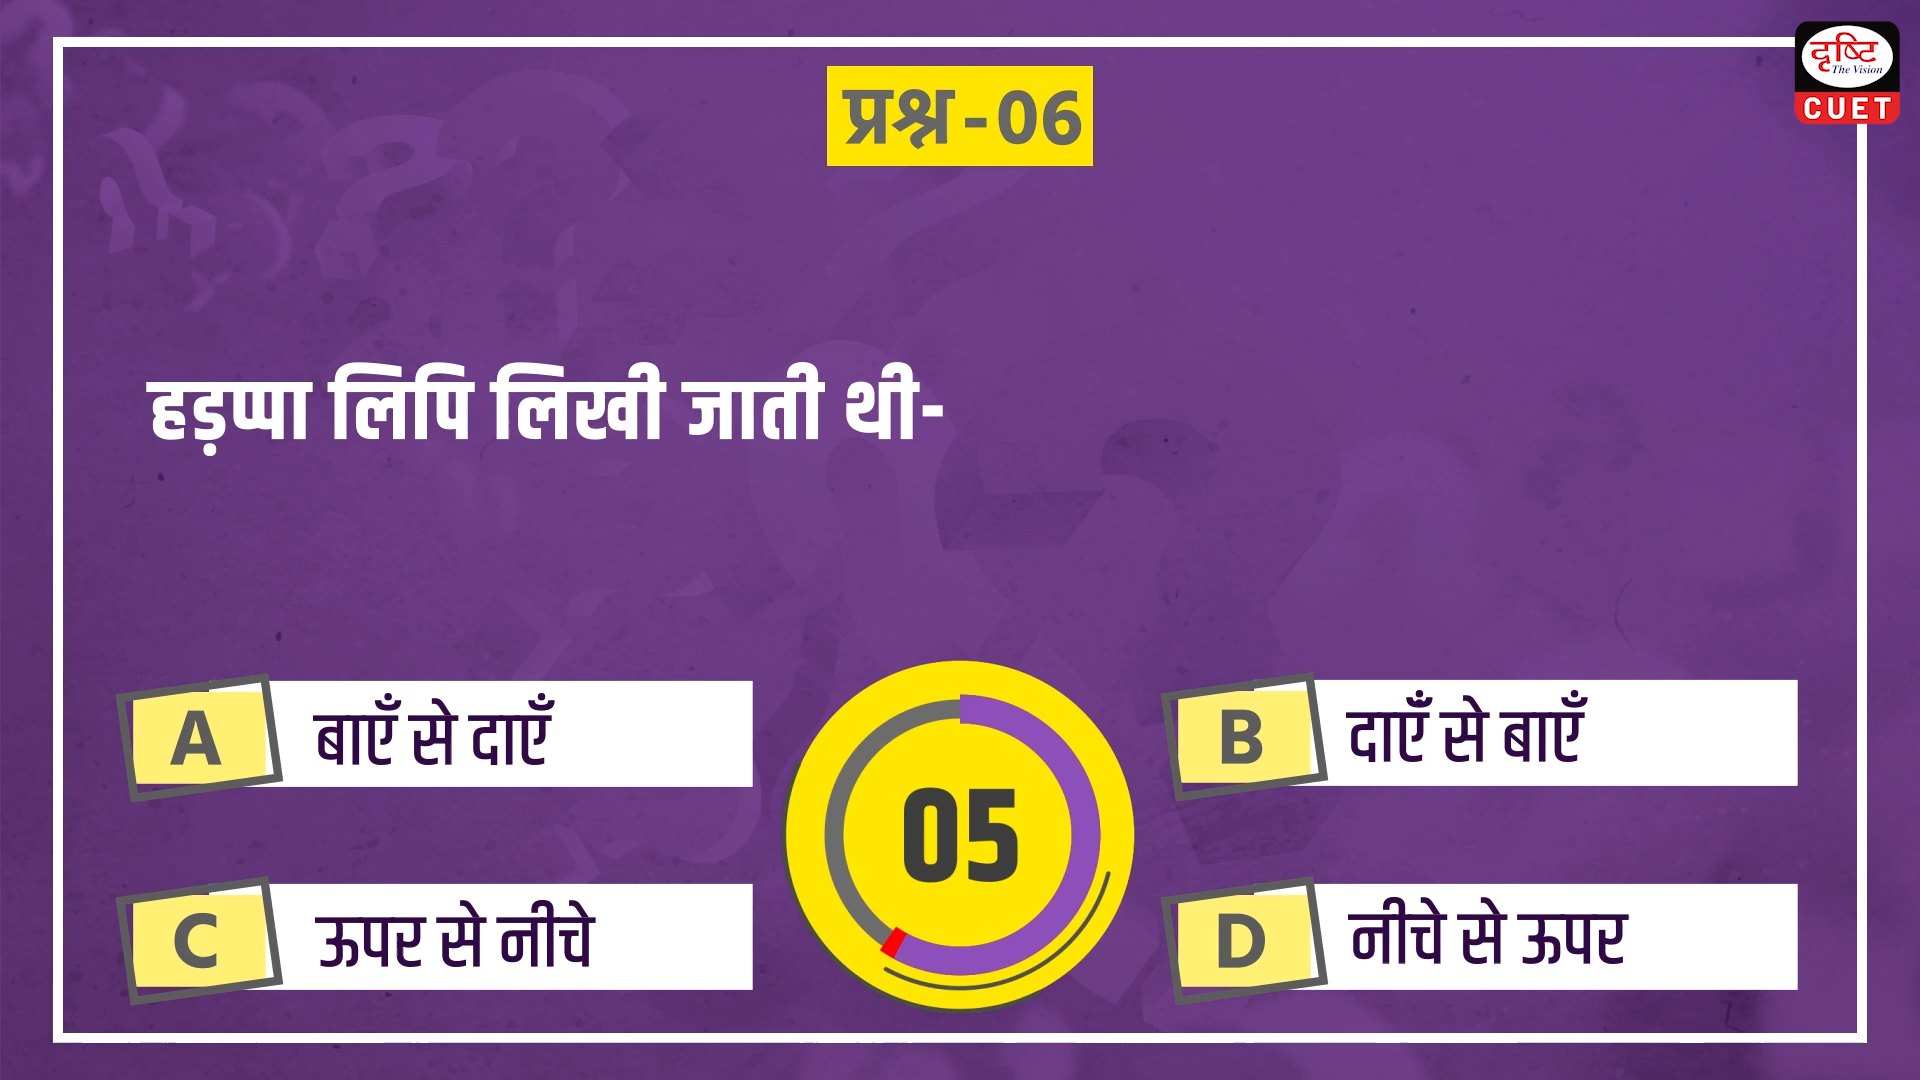 दृष्टि
The Vision
CUET
प्रश्न - 06
हड़प्पा लिपि लिखी जाती थी-
A बाएँ से दाएँ
B दाएँ से बाएँ
05
C ऊपर से नीचे
D नीचे से ऊपर